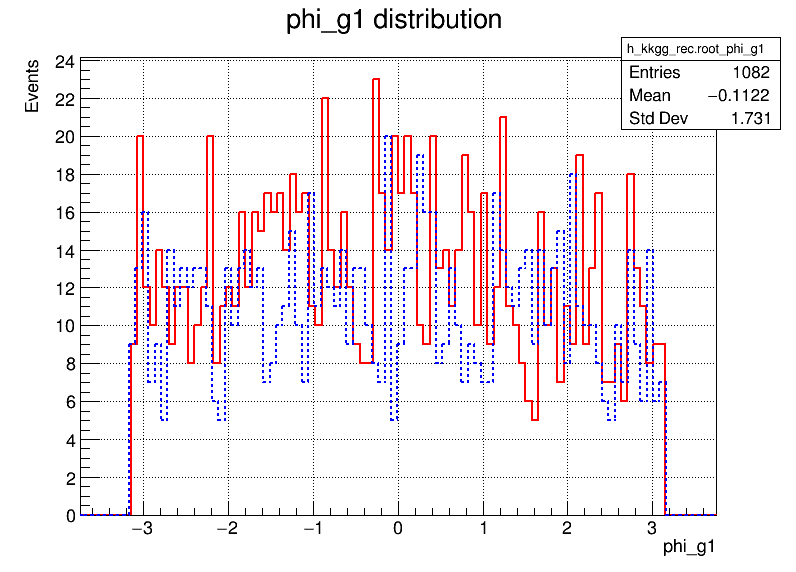 phi_g1 distribution
h_kkgg_rec.root_phi_g1
Entries 1082
Mean −0.1122
Std Dev 1.731
Events
24
22
20
18
16
14
12
10
8
6
4
2
0
−3 −2 −1 0 1 2 3
phi_g1